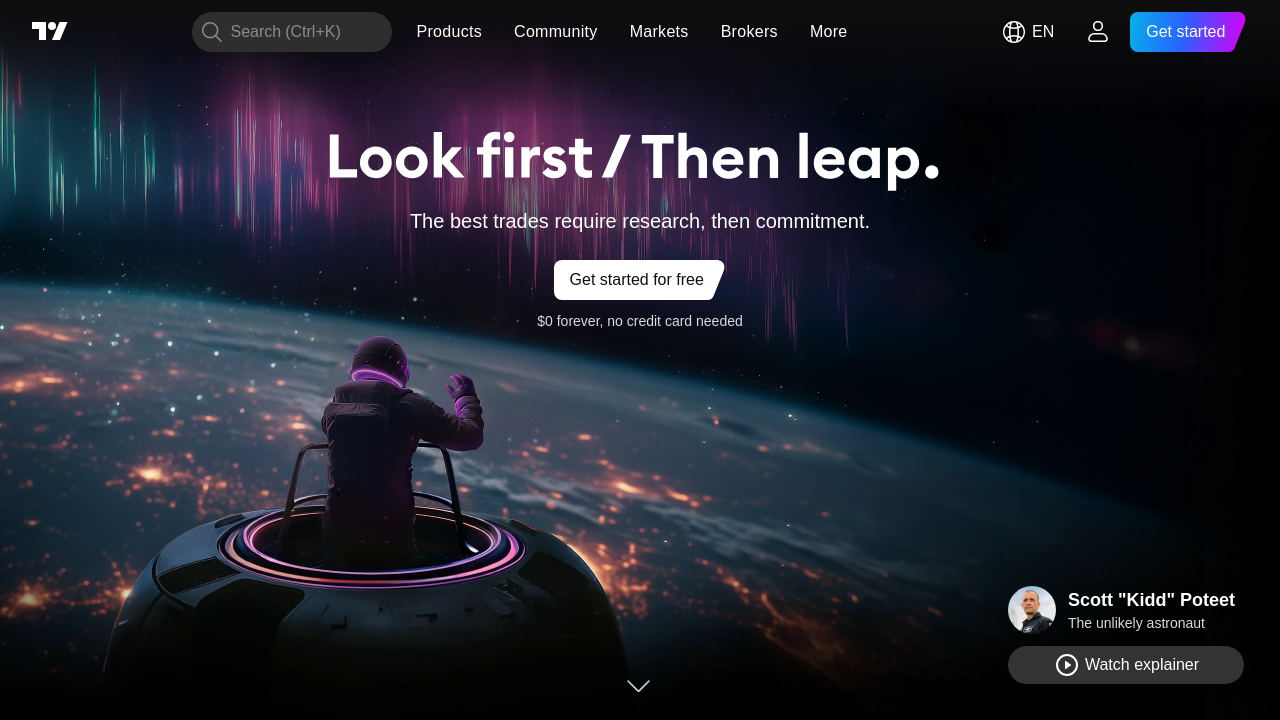 Search (Ctrl+K)
Products
Community
Markets
Brokers
More
EN
Get started
Look first / Then leap.
The best trades require research, then commitment.
Get started for free
$0 forever, no credit card needed
Scott "Kidd" Poteet
The unlikely astronaut
Watch explainer